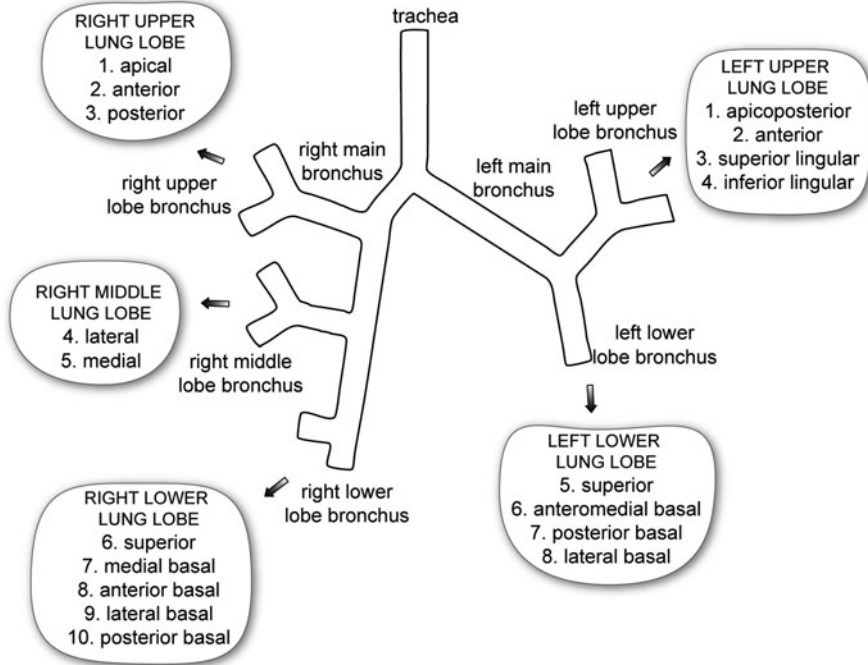 trachea
RIGHT UPPER
LUNG LOBE
1. apical
2. anterior
3. posterior
right upper
lobe bronchus
right main
bronchus
left main
bronchus
left upper
lobe bronchus
LEFT UPPER
LUNG LOBE
1. apicoposterior
2. anterior
3. superior lingular
4. inferior lingular
RIGHT MIDDLE
LUNG LOBE
4. lateral
5. medial
right middle
lobe bronchus
left lower
lobe bronchus
RIGHT LOWER
LUNG LOBE
6. superior
7. medial basal
8. anterior basal
9. lateral basal
10. posterior basal
right lower
lobe bronchus
LEFT LOWER
LUNG LOBE
5. superior
6. anteromedial basal
7. posterior basal
8. lateral basal